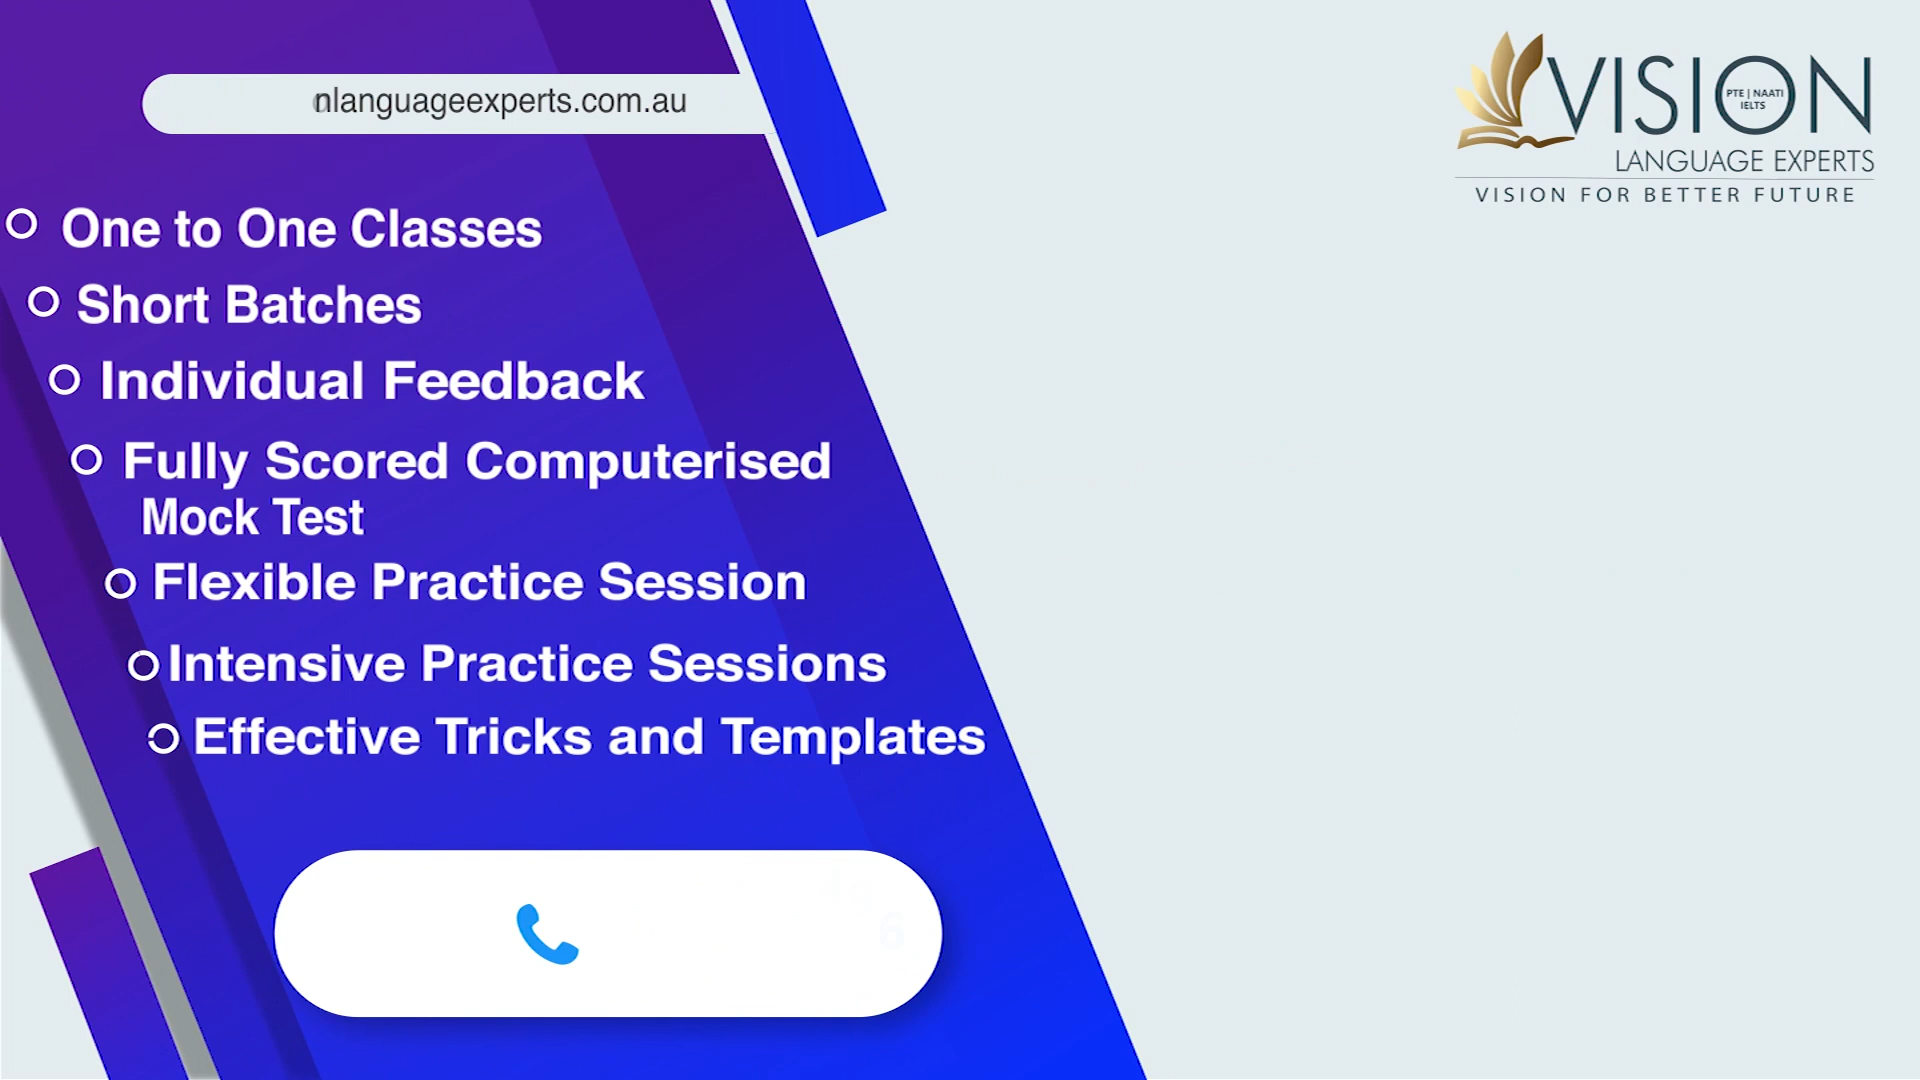 nlanguageexperts.com.au
VISION
PTE | NAATI
IELTS
LANGUAGE EXPERTS
VISION FOR BETTER FUTURE
One to One Classes
Short Batches
Individual Feedback
Fully Scored Computerised
Mock Test
Flexible Practice Session
Intensive Practice Sessions
Effective Tricks and Templates